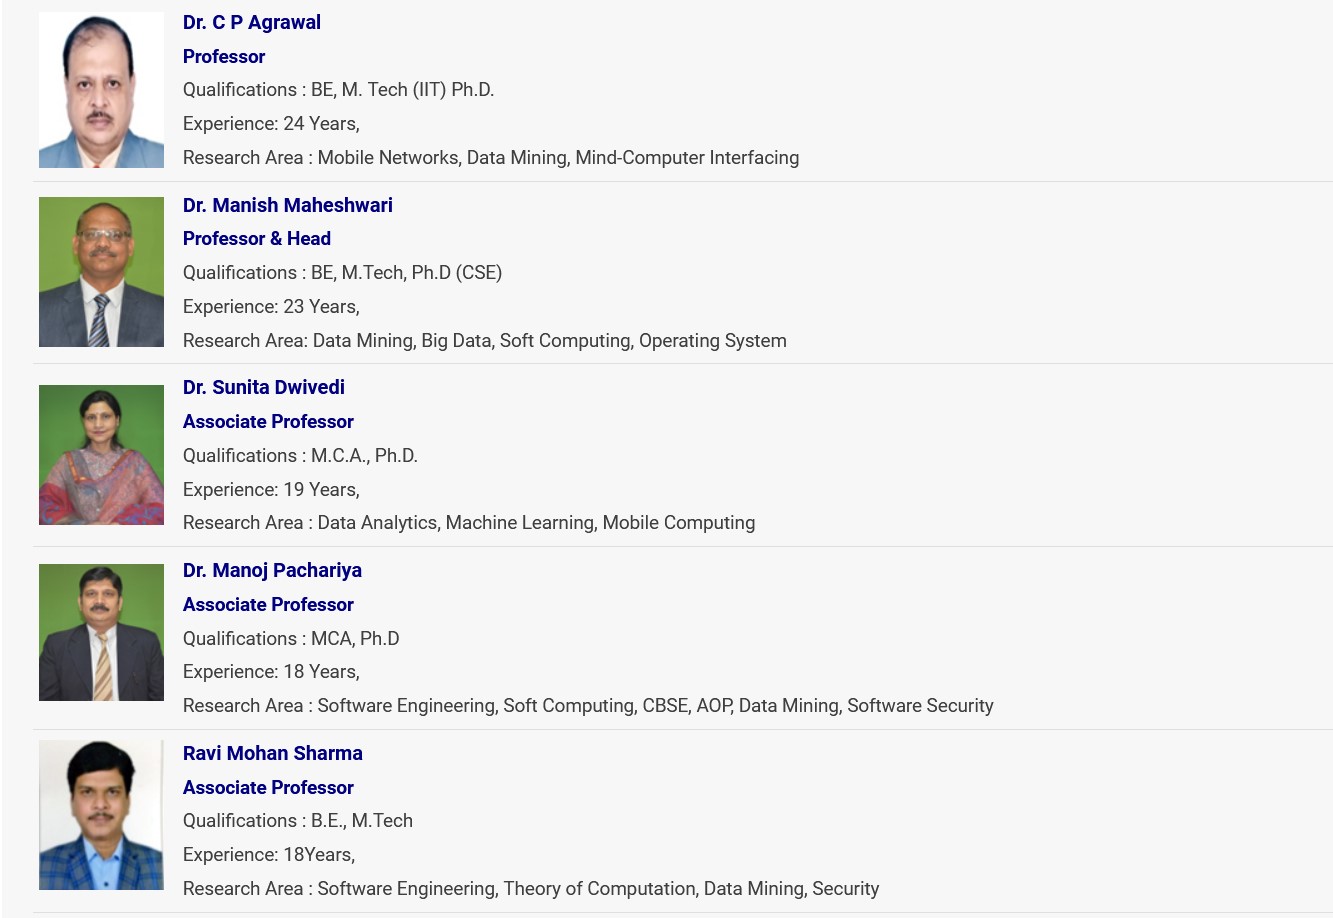 Dr. C P Agrawal
Professor
Qualifications : BE, M. Tech (IIT) Ph.D.
Experience: 24 Years,
Research Area : Mobile Networks, Data Mining, Mind-Computer Interfacing
Dr. Manish Maheshwari
Professor & Head
Qualifications : BE, M.Tech, Ph.D (CSE)
Experience: 23 Years,
Research Area: Data Mining, Big Data, Soft Computing, Operating System
Dr. Sunita Dwivedi
Associate Professor
Qualifications : M.C.A., Ph.D.
Experience: 19 Years,
Research Area : Data Analytics, Machine Learning, Mobile Computing
Dr. Manoj Pachariya
Associate Professor
Qualifications : MCA, Ph.D
Experience: 18 Years,
Research Area : Software Engineering, Soft Computing, CBSE, AOP, Data Mining, Software Security
Ravi Mohan Sharma
Associate Professor
Qualifications : B.E., M.Tech
Experience: 18Years,
Research Area : Software Engineering, Theory of Computation, Data Mining, Security